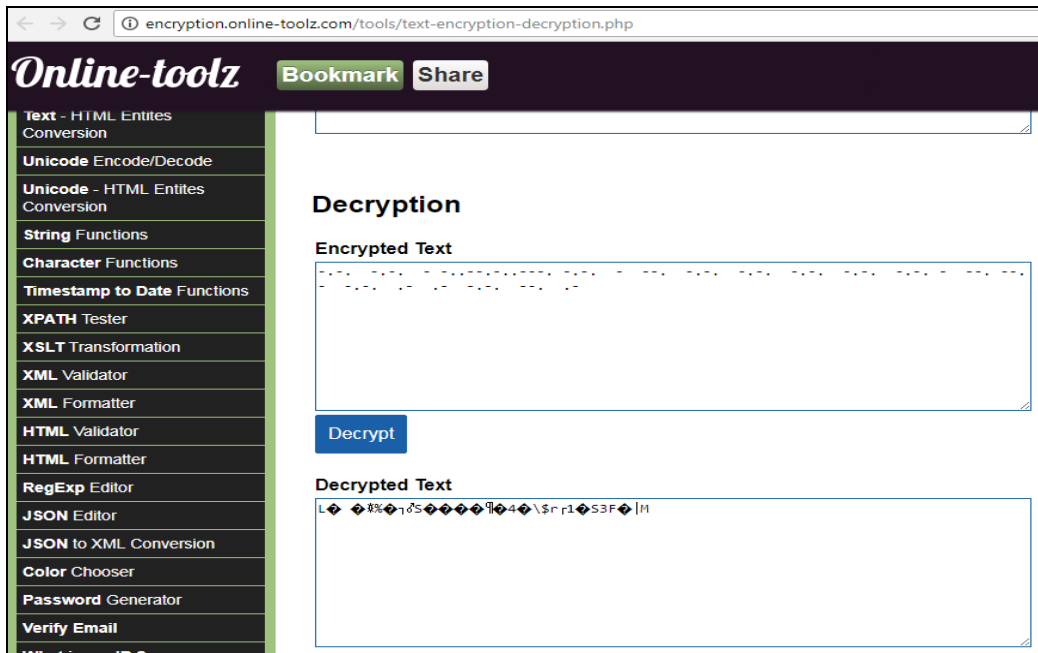 encryption.online-toolz.com/tools/text-encryption-decryption.php
Online-toolz
Bookmark Share
Text - HTML Entites
Conversion
Unicode Encode/Decode
Unicode - HTML Entites
Conversion
String Functions
Character Functions
Timestamp to Date Functions
XPATH Tester
XSLT Transformation
XML Validator
XML Formatter
HTML Validator
HTML Formatter
RegExp Editor
JSON Editor
JSON to XML Conversion
Color Chooser
Password Generator
Verify Email
Decryption
Encrypted Text
-.-. -.-. - -..--.-..---. -.-. - --. -.-. -.-. -.-. -.-. -.-. - --. --.
- -.-. .- .- -.-. --. .-
Decrypt
Decrypted Text